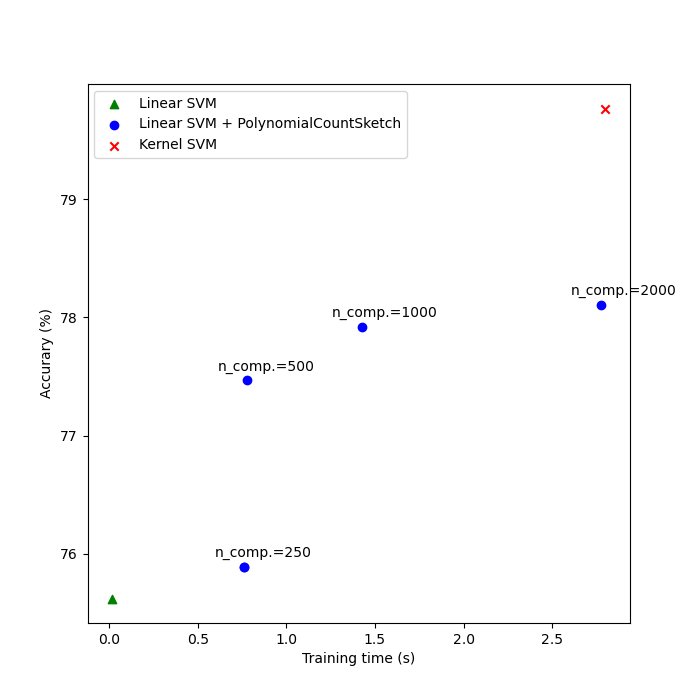 Linear SVM
Linear SVM + PolynomialCountSketch
Kernel SVM
79
n_comp.=2000
78
n_comp.=1000
n_comp.=500
77
n_comp.=250
76
Accurary (%)
0.0 0.5 1.0 1.5 2.0 2.5
Training time (s)